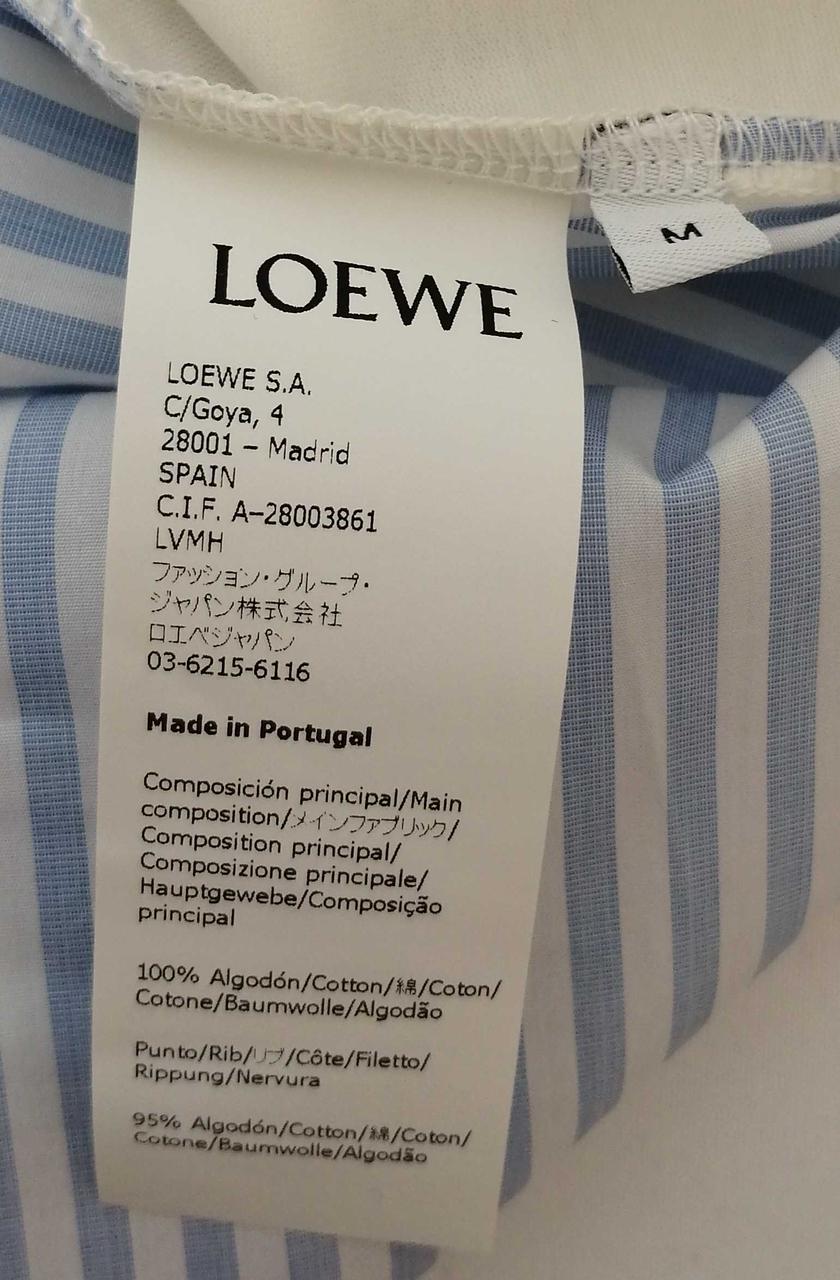 LOEWE
M
LOEWE S.A.
C/Goya, 4
28001 – Madrid
SPAIN
C.I.F. A–28003861
LVMH
ファッション・グループ・
ジャパン株式会社
ロエベジャパン
03-6215-6116
Made in Portugal
Composición principal/Main
composition/メインファブリック/
Composition principal/
Composizione principale/
Hauptgewebe/Composição
principal
100% Algodón/Cotton/綿/Coton/
Cotone/Baumwolle/Algodão
Punto/Rib/リブ/Côte/Filetto/
Rippung/Nervura
95% Algodón/Cotton/綿/Coton/
Cotone/Baumwolle/Algodão